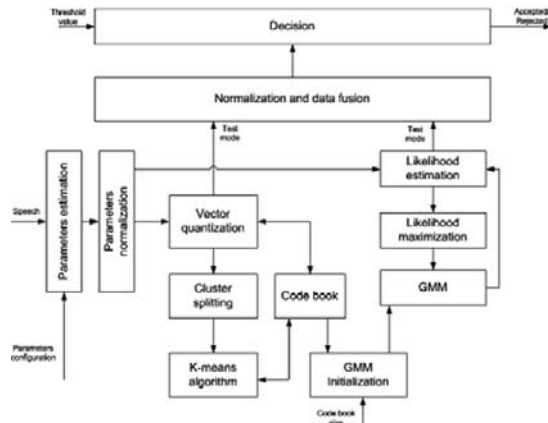 Threshold
value
Decision
Accepted/
Rejected
Normalization and data fusion
Test
mode
Test
mode
Speech
Parameters estimation
Parameters
normalization
Vector
quantization
Likelihood
estimation
Likelihood
maximization
Cluster
splitting
Code book
GMM
Parameters
configuration
K-means
algorithm
GMM
Initialization
Code book